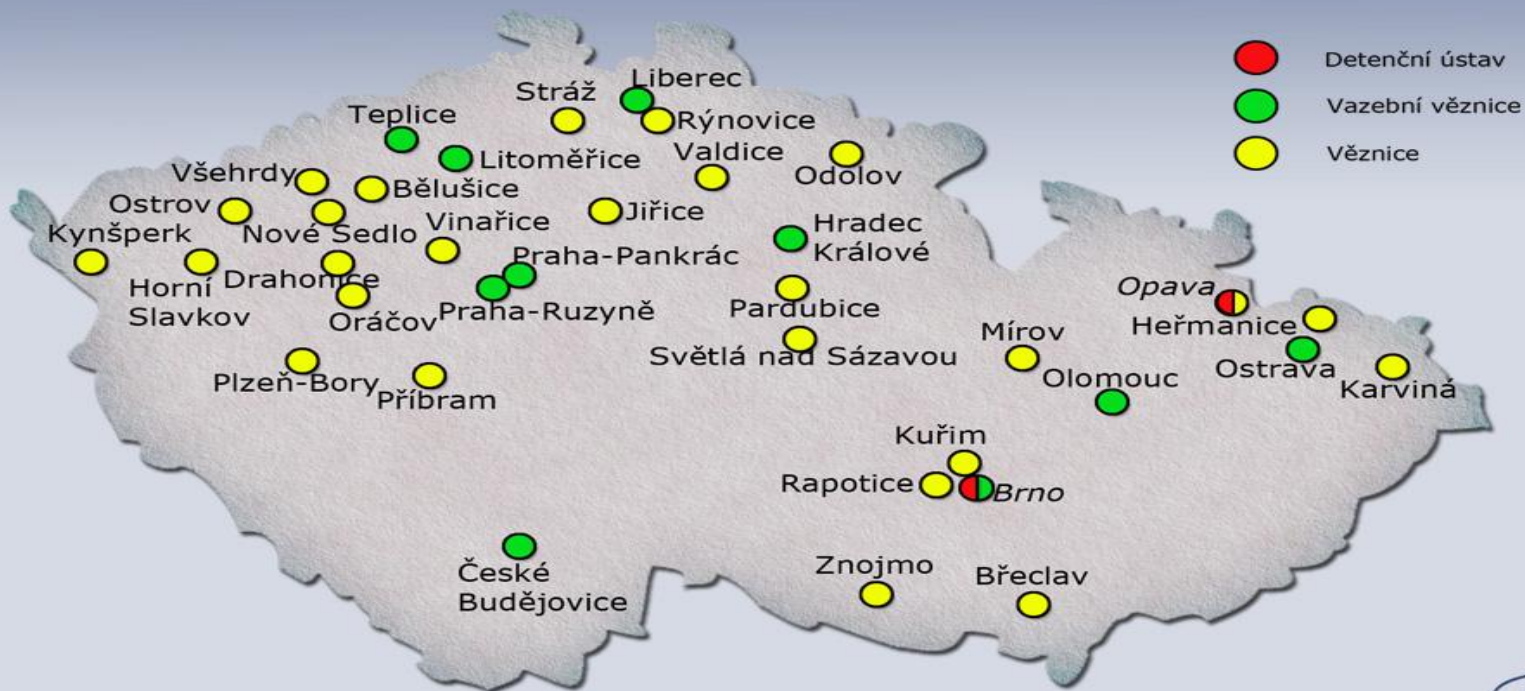 Liberec
Detenční ústav
Stráž
Teplice
Vazební věznice
Rýnovice
Valdice
Věznice
Litoměřice
Všehrdy
Odolov
Bělušice
Ostrov
Vinařice
Jiřice
Hradec
Králové
Kynšperk
Nové Sedlo
Praha-Pankrác
Drahonice
Horní
Slavkov
Opava
Oráčov
Praha-Ruzyně
Pardubice
Heřmanice
Mírov
Světlá nad Sázavou
Ostrava
Olomouc
Plzeň-Bory
Příbram
Karviná
Kuřim
Rapotice
Brno
České
Budějovice
Znojmo
Břeclav